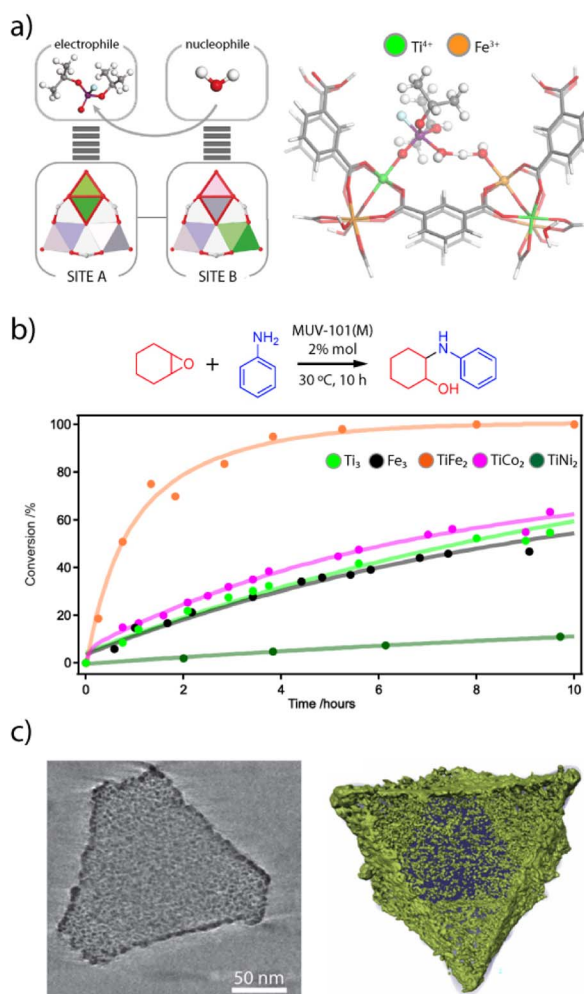 a)
electrophile
nucleophile
Ti⁴⁺
Fe³⁺
SITE A
SITE B
b)
NH₂
MUV-101(M)
2% mol
30 ºC, 10 h
O
+
H
N
OH
Conversion /%
100
80
60
40
20
0
Ti₃
Fe₃
TiFe₂
TiCo₂
TiNi₂
0
2
4
6
8
10
Time /hours
c)
50 nm